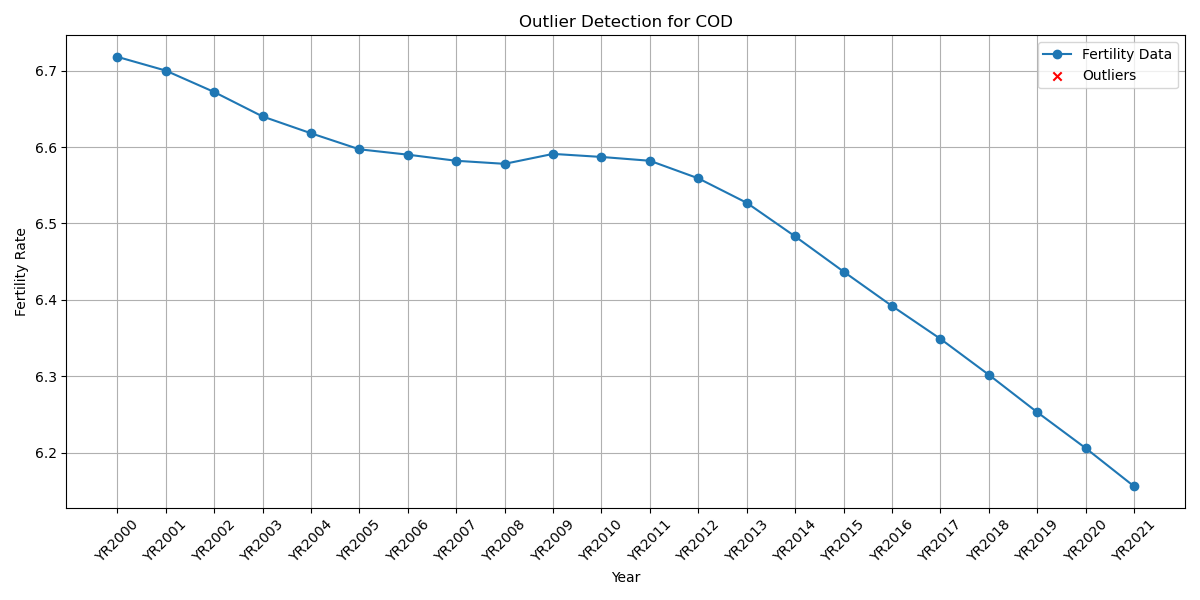 Outlier Detection for COD
Fertility Data
Outliers
Fertility Rate
6.7
6.6
6.5
6.4
6.3
6.2
YR2000
YR2001
YR2002
YR2003
YR2004
YR2005
YR2006
YR2007
YR2008
YR2009
YR2010
YR2011
YR2012
YR2013
YR2014
YR2015
YR2016
YR2017
YR2018
YR2019
YR2020
YR2021
Year